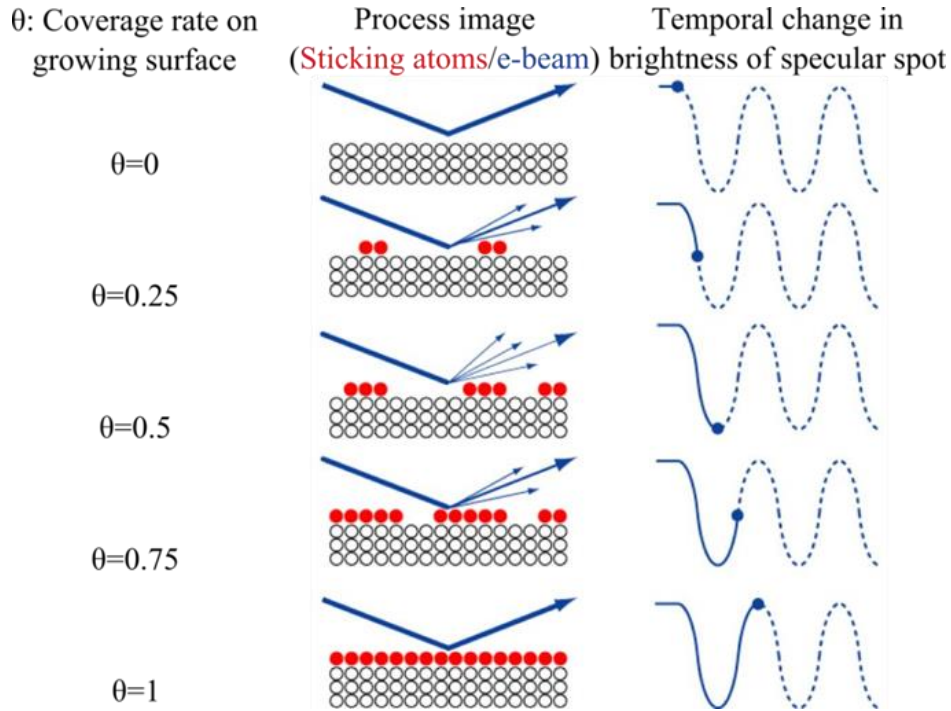 θ: Coverage rate on
growing surface
Process image
(Sticking atoms/e-beam)
Temporal change in
brightness of specular spot
θ=0
θ=0.25
θ=0.5
θ=0.75
θ=1